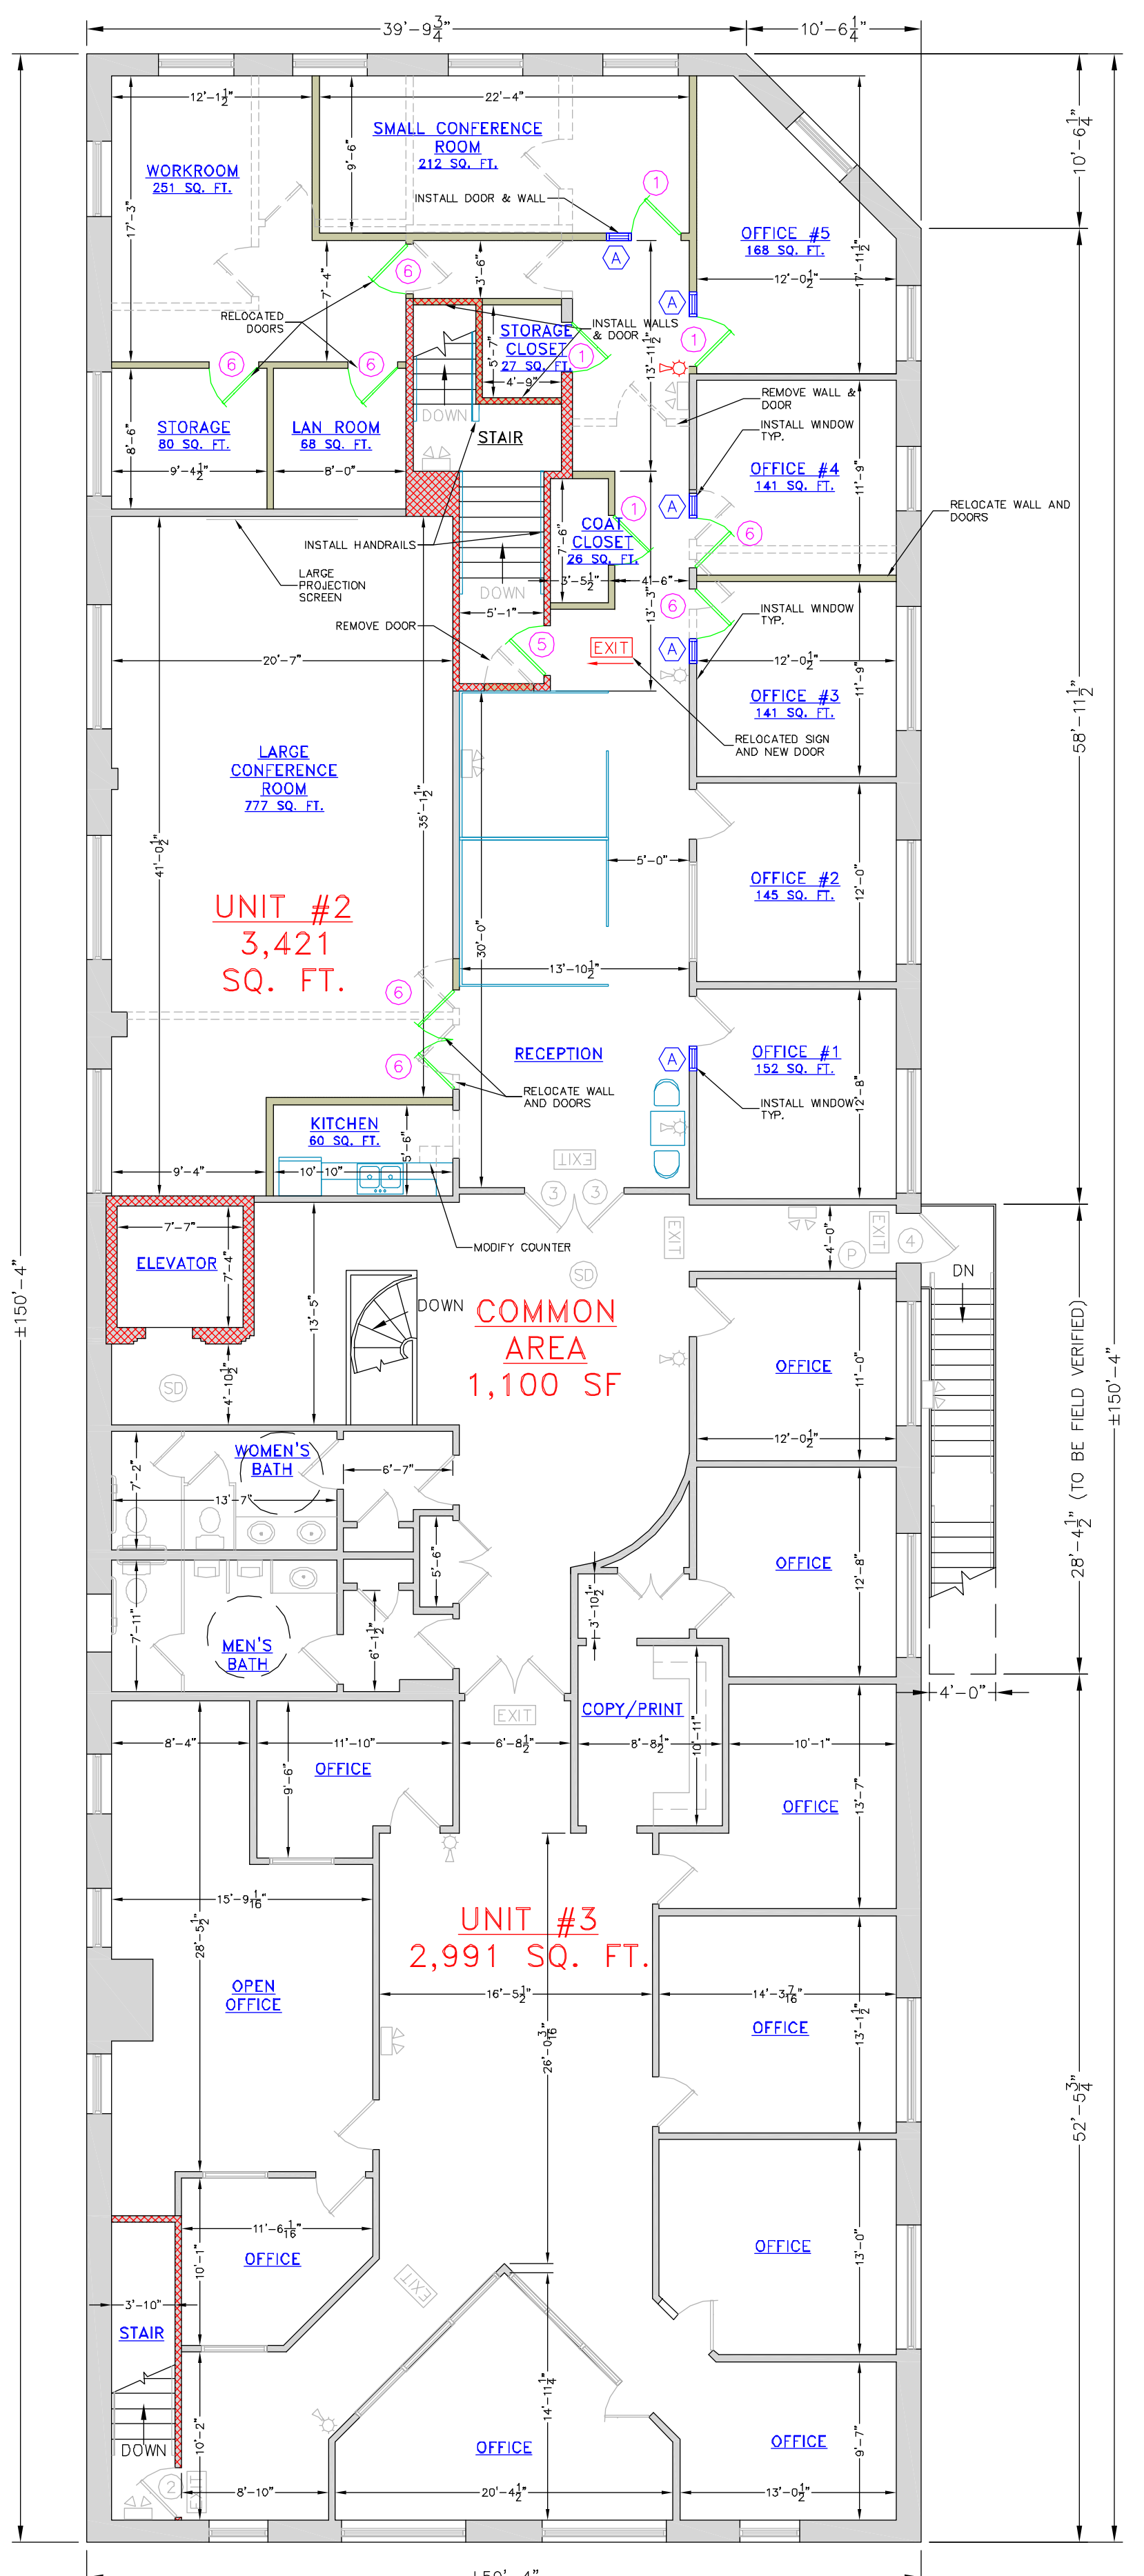 39'-9 3/4"
10'-6 1/4"
12'-1 1/2"
22'-4"
SMALL CONFERENCE
ROOM
212 SQ. FT.
9'-6"
10'-6 1/4"
WORKROOM
251 SQ. FT.
1
INSTALL DOOR & WALL
17'-3"
OFFICE #5
168 SQ. FT.
17'-11 1/2"
A
6
3'-6"
12'-0 1/2"
7'-4"
A
RELOCATED
DOORS
INSTALL WALLS
& DOOR
STORAGE
CLOSET
27 SQ. FT.
5'-7"
1
1
13'-11 1/2"
6
6
4'-9"
REMOVE WALL &
DOOR
DOWN
INSTALL WINDOW
TYP.
STORAGE
80 SQ. FT.
LAN ROOM
68 SQ. FT.
STAIR
8'-6"
9'-4 1/2"
8'-0"
OFFICE #4
141 SQ. FT.
11'-9"
RELOCATE WALL AND
DOORS
A
1
COAT
CLOSET
26 SQ. FT.
7'-6"
6
INSTALL HANDRAILS
LARGE
PROJECTION
SCREEN
3'-5 1/2"
4'-6"
DOWN
13'-3"
5'-1"
6
INSTALL WINDOW
TYP.
REMOVE DOOR
5
EXIT
A
20'-7"
12'-0 1/2"
11'-9"
OFFICE #3
141 SQ. FT.
58'-11 1/2"
RELOCATED SIGN
AND NEW DOOR
LARGE
CONFERENCE
ROOM
777 SQ. FT.
35'-1 1/2"
41'-0 1/2"
5'-0"
OFFICE #2
145 SQ. FT.
12'-0"
UNIT #2
3,421
SQ. FT.
30'-0"
13'-10 1/2"
6
RECEPTION
A
OFFICE #1
152 SQ. FT.
12'-8"
6
RELOCATE WALL
AND DOORS
INSTALL WINDOW
TYP.
KITCHEN
60 SQ. FT.
5'-6"
9'-4"
10'-10"
EXIT
3
3
7'-7"
7'-4"
ELEVATOR
MODIFY COUNTER
EXIT
4'-0"
P
EXIT
4
SD
DN
13'-5"
DOWN
COMMON
AREA
1,100 SF
±150'-4"
±150'-4"
4'-10 1/2"
SD
OFFICE
11'-0"
12'-0 1/2"
28'-4 1/2" (TO BE FIELD VERIFIED)
WOMEN'S
BATH
7'-2"
6'-7"
13'-7"
5'-6"
OFFICE
12'-8"
7'-11"
3'-10 1/2"
6'-1 1/2"
MEN'S
BATH
4'-0"
EXIT
COPY/PRINT
10'-11"
8'-4"
11'-10"
6'-8 1/2"
8'-8 1/2"
10'-1"
OFFICE
9'-6"
OFFICE
13'-7"
15'-9 1/16"
28'-5 1/2"
UNIT #3
2,991 SQ. FT.
OPEN
OFFICE
16'-5 1/2"
14'-3 7/16"
OFFICE
13'-1 1/2"
26'-0 3/16"
52'-5 3/4"
11'-6 1/16"
OFFICE
10'-1"
OFFICE
13'-0"
EXIT
3'-10"
STAIR
14'-11 1/4"
DOWN
10'-2"
OFFICE
OFFICE
9'-7"
2
EXIT
8'-10"
20'-4 1/2"
13'-0 1/2"